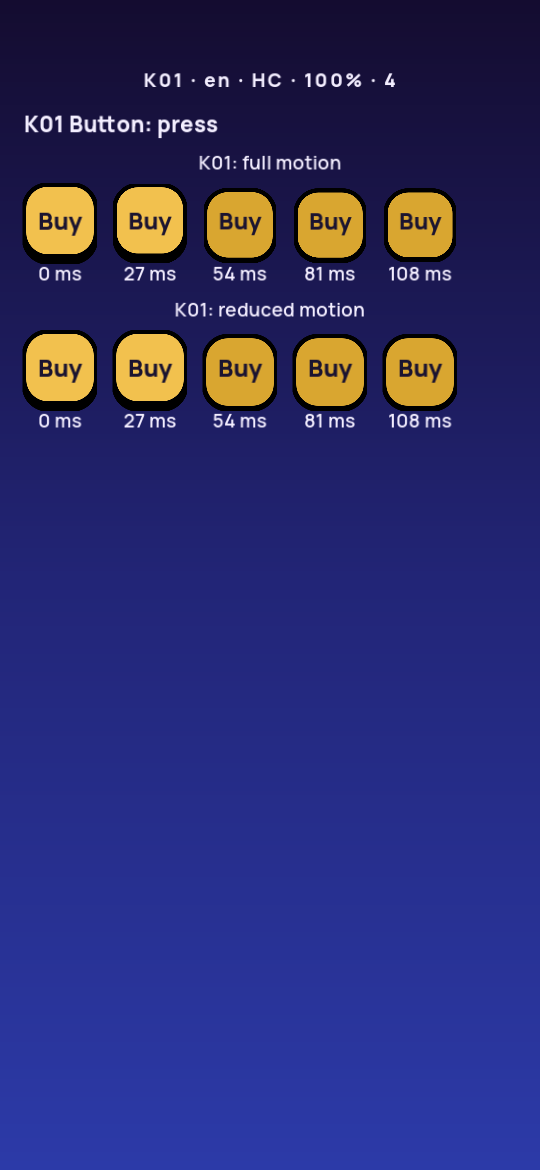 K01 · en · HC · 100% · 4
K01 Button: press
K01: full motion
Buy Buy Buy Buy Buy
0 ms 27 ms 54 ms 81 ms 108 ms
K01: reduced motion
Buy Buy Buy Buy Buy
0 ms 27 ms 54 ms 81 ms 108 ms